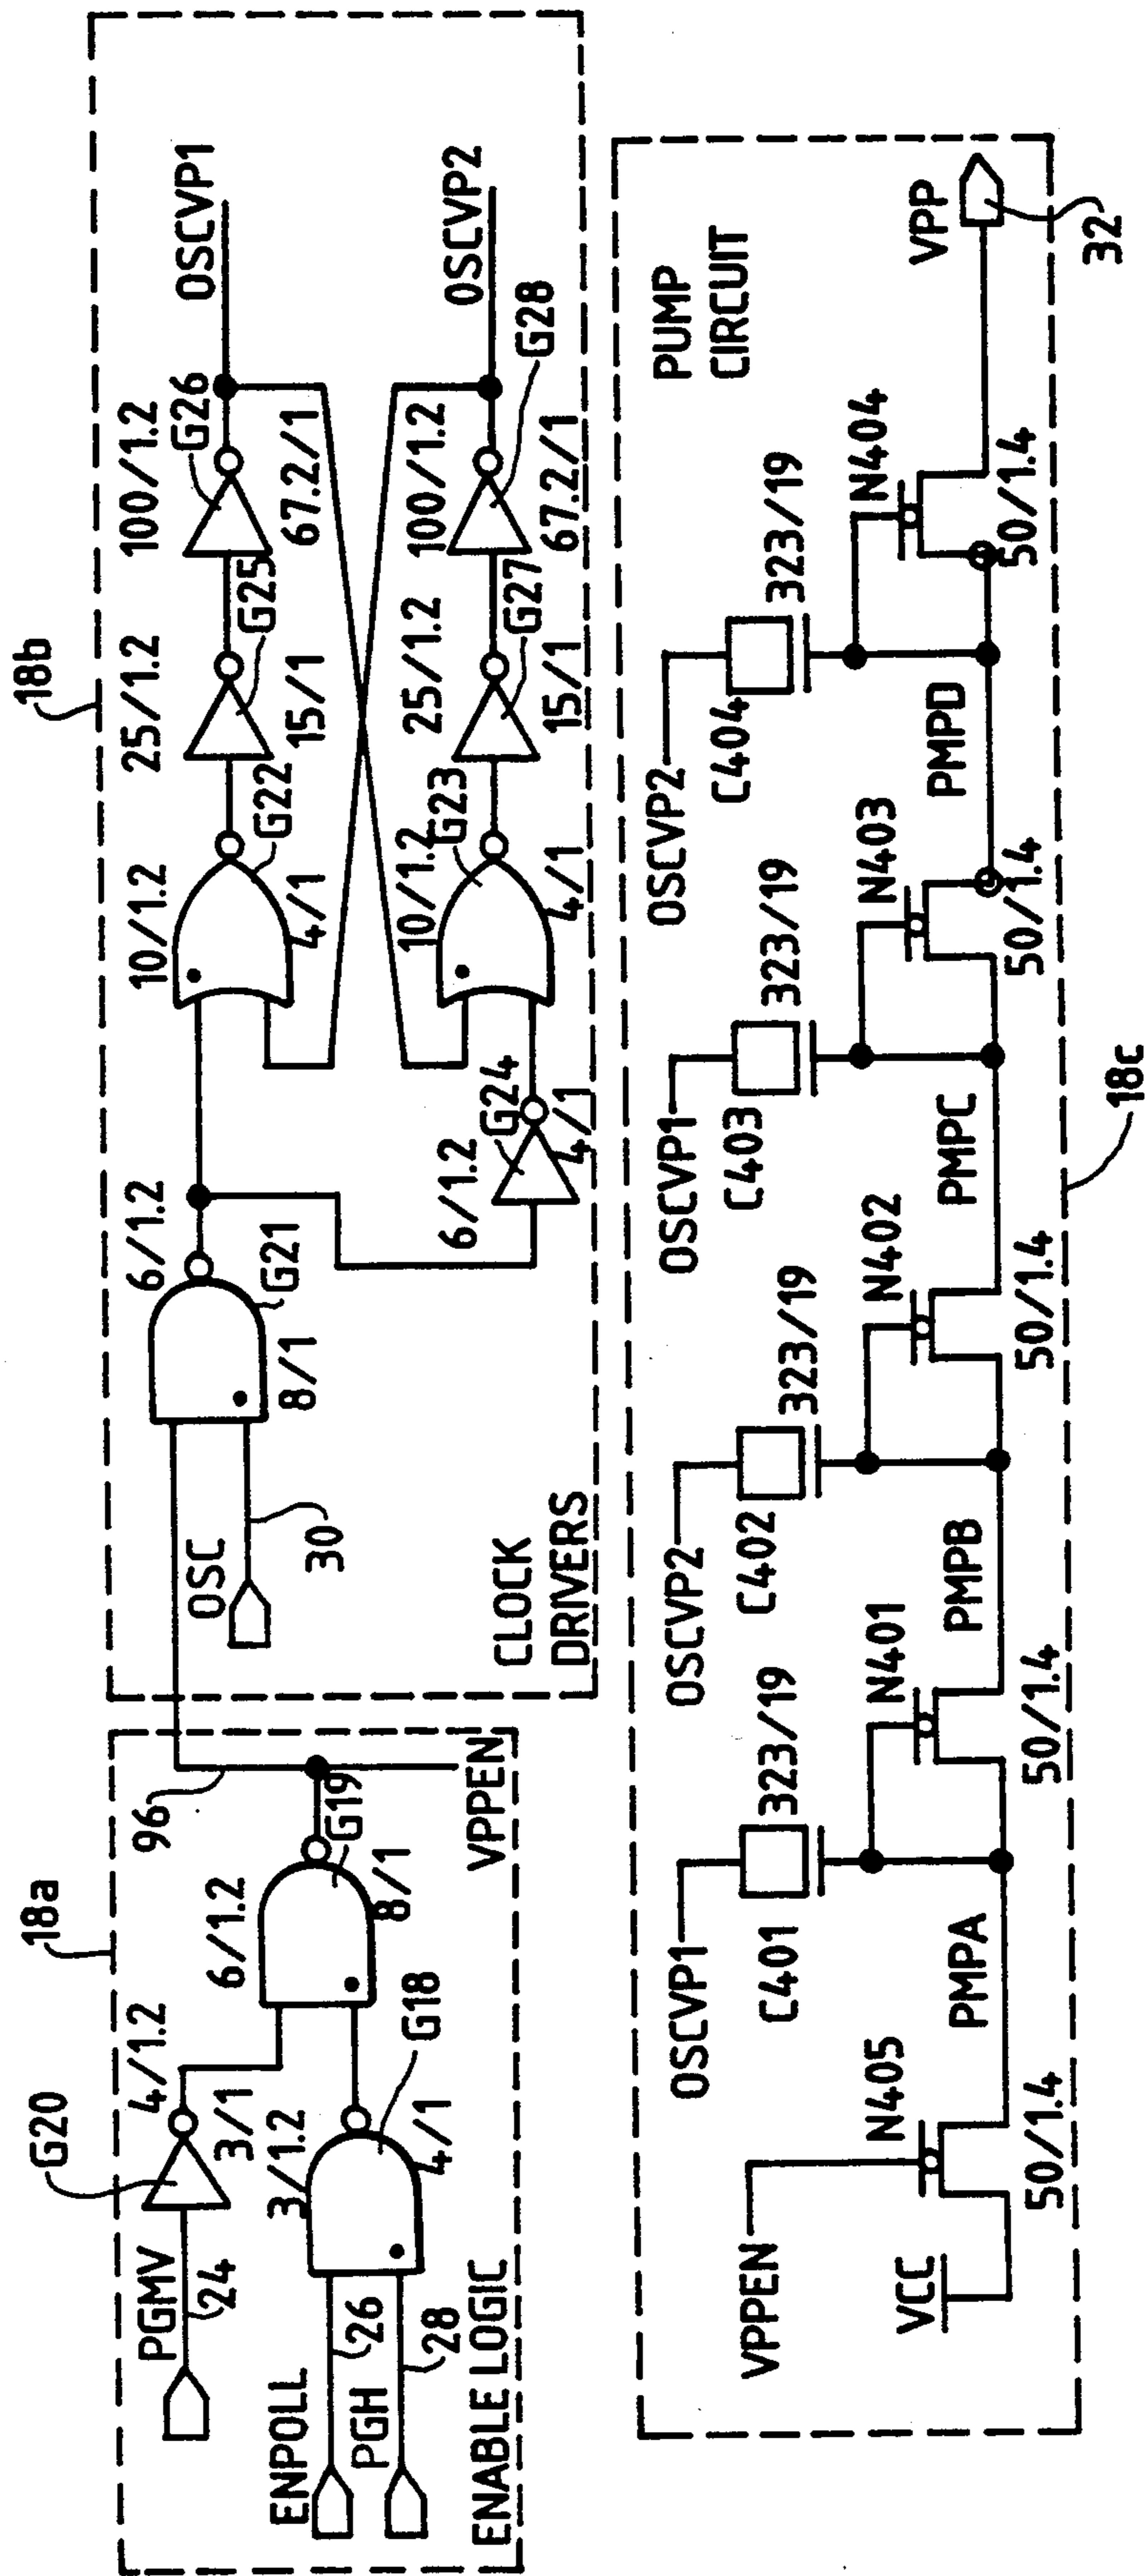 18a
G20
4/1.2
PGMV
24
3/1
6/1.2
96
G19
8/1
3/1.2
G18
4/1
ENPOLL
26
PGH
28
VPPEN
ENABLE LOGIC
18b
OSC
30
6/1.2
G21
8/1
10/1.2
G22
4/1
25/1.2
G25
15/1
100/1.2
G26
67.2/1
OSCVP1
6/1.2
G24
4/1
10/1.2
G23
4/1
25/1.2
G27
15/1
100/1.2
G28
67.2/1
OSCVP2
CLOCK
DRIVERS
VPPEN
VCC
N405
50/1.4
PMPA
OSCVP1
C401
323/19
N401
50/1.4
PMPB
OSCVP2
C402
323/19
N402
50/1.4
PMPC
OSCVP1
C403
323/19
N403
50/1.4
PMPD
OSCVP2
C404
323/19
N404
50/1.4
PUMP
CIRCUIT
VPP
32
18c